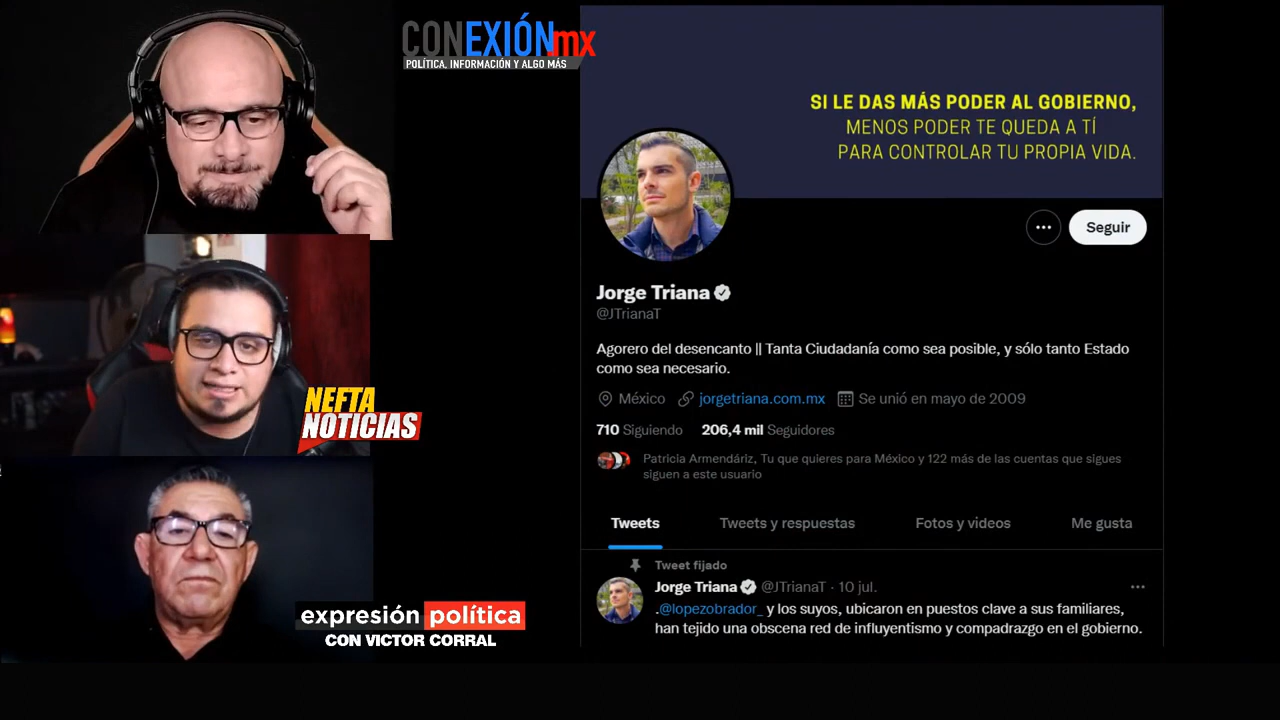 CONEXIÓNmx
POLÍTICA, INFORMACIÓN Y ALGO MÁS
NEFTA
NOTICIAS
expresión política
CON VICTOR CORRAL
SI LE DAS MÁS PODER AL GOBIERNO,
MENOS PODER TE QUEDA A TÍ
PARA CONTROLAR TU PROPIA VIDA.
Seguir
Jorge Triana
@JTrianaT
Agorero del desencanto || Tanta Ciudadanía como sea posible, y sólo tanto Estado
como sea necesario.
México jorgetriana.com.mx Se unió en mayo de 2009
710 Siguiendo 206,4 mil Seguidores
Patricia Armendáriz, Tu que quieres para México y 122 más de las cuentas que sigues
siguen a este usuario
Tweets Tweets y respuestas Fotos y videos Me gusta
Tweet fijado
Jorge Triana @JTrianaT · 10 jul.
.@lopezobrador_ y los suyos, ubicaron en puestos clave a sus familiares,
han tejido una obscena red de influyentismo y compadrazgo en el gobierno.